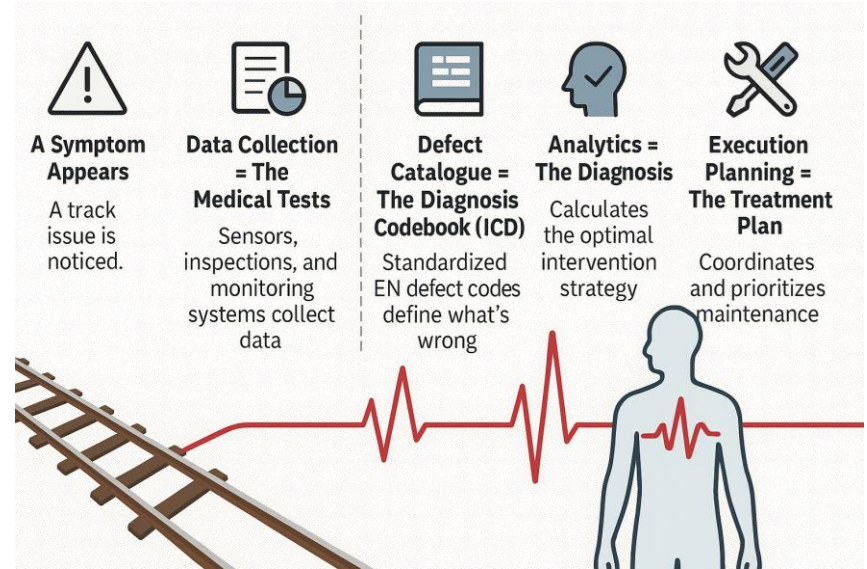 A Symptom
Appears
A track
issue is
noticed.
Data Collection
= The
Medical Tests
Sensors,
inspections, and
monitoring
systems collect
data
Defect
Catalogue =
The Diagnosis
Codebook (ICD)
Standardized
EN defect codes
define what's
wrong
Analytics =
The Diagnosis
Calculates
the optimal
intervention
strategy
Execution
Planning =
The Treatment
Plan
Coordinates
and prioritizes
maintenance